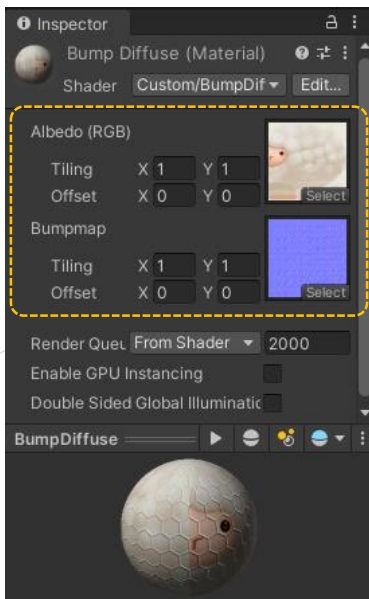 Inspector
Bump Diffuse (Material)
Shader Custom/BumpDif Edit...
Albedo (RGB)
Tiling X 1 Y 1
Offset X 0 Y 0 Select
Bumpmap
Tiling X 1 Y 1
Offset X 0 Y 0 Select
Render Queu From Shader 2000
Enable GPU Instancing
Double Sided Global Illuminatic
BumpDiffuse